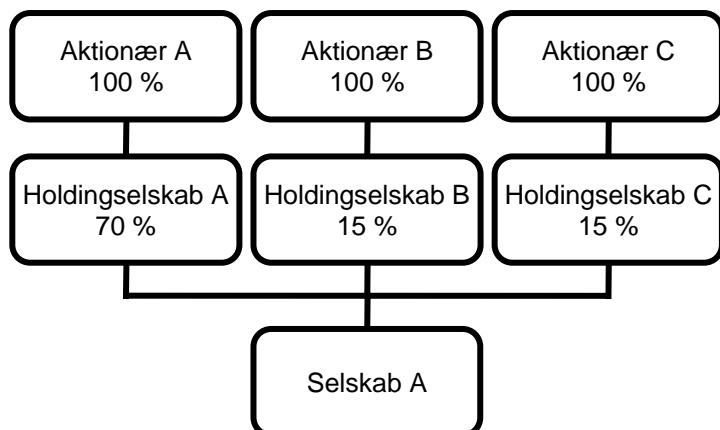 Aktionær A
100 %
Aktionær B
100 %
Aktionær C
100 %
Holdingselskab A
70 %
Holdingselskab B
15 %
Holdingselskab C
15 %
Selskab A